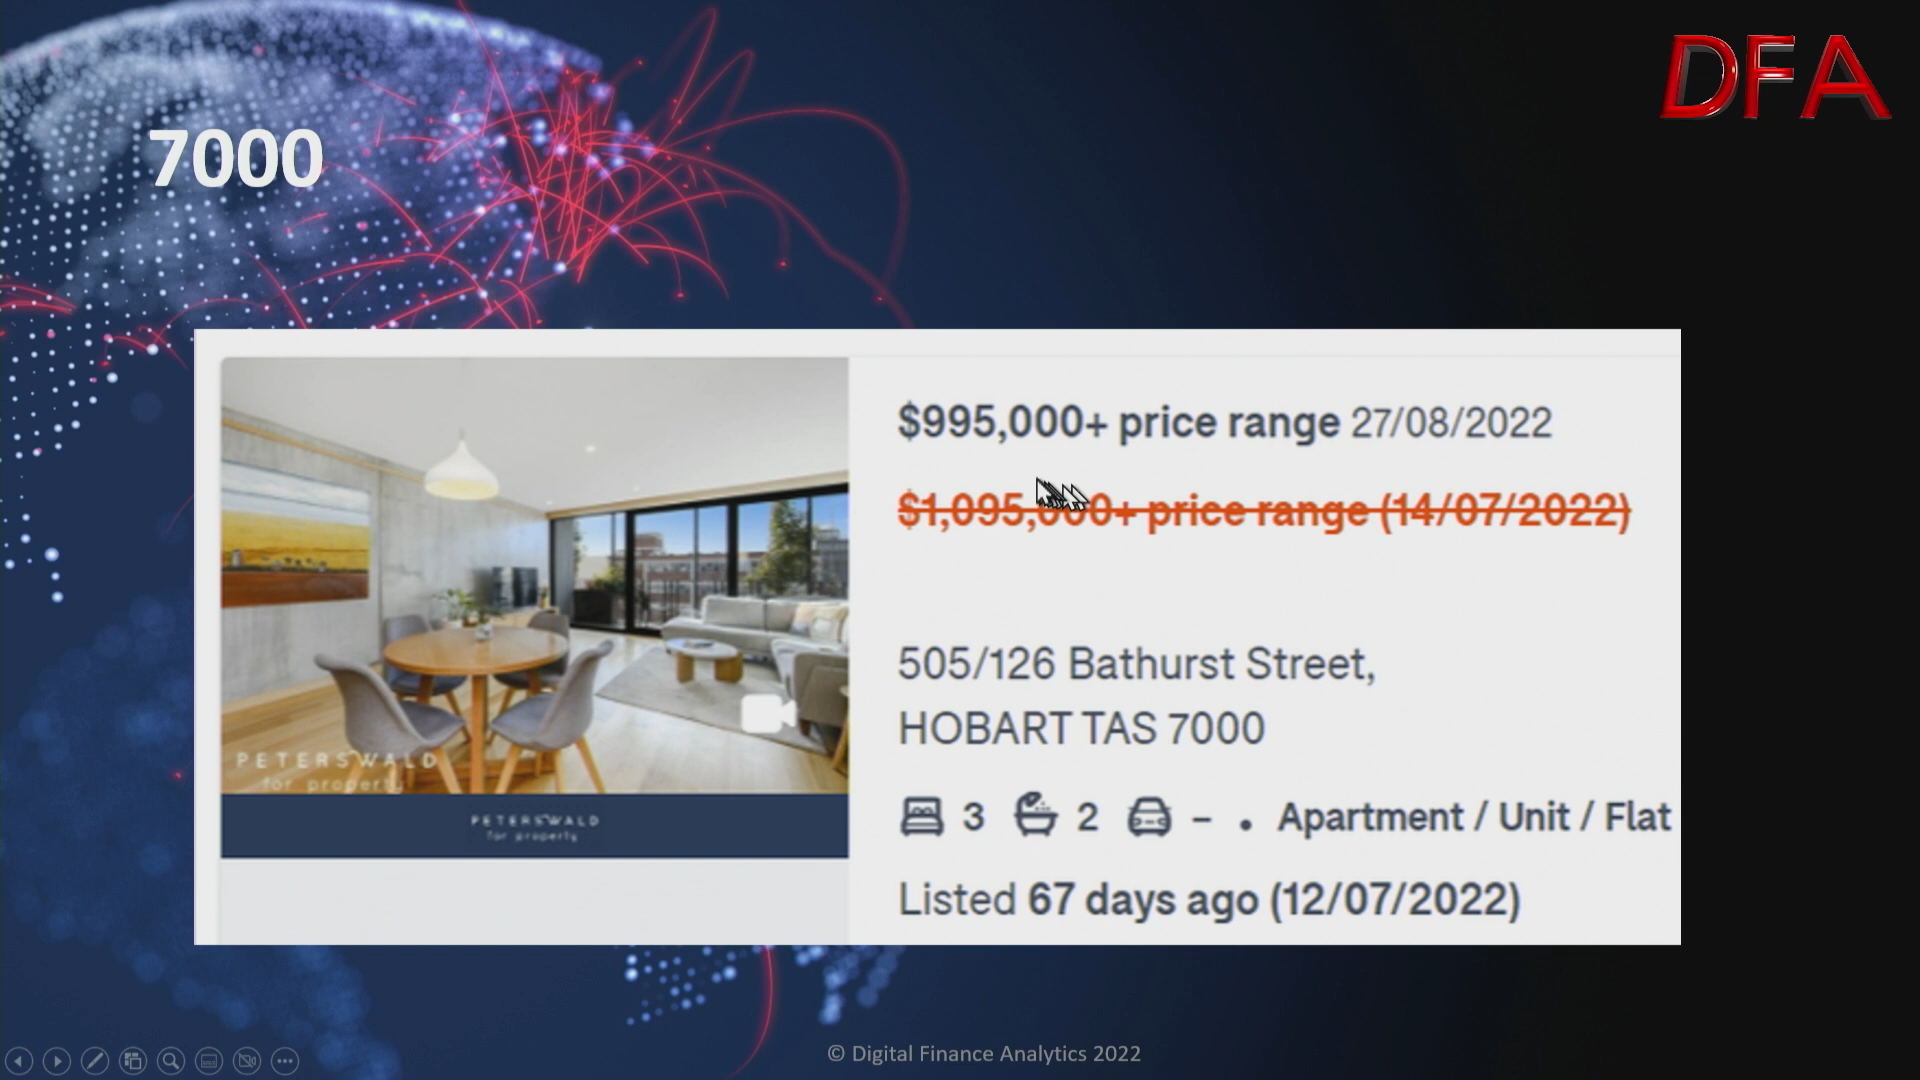 DFA
7000
$995,000+ price range 27/08/2022
$1,095,000+ price range (14/07/2022)
505/126 Bathurst Street,
HOBART TAS 7000
3 2 – • Apartment / Unit / Flat
Listed 67 days ago (12/07/2022)
PETERSWALD
for property
PETERSWALD
for property
© Digital Finance Analytics 2022